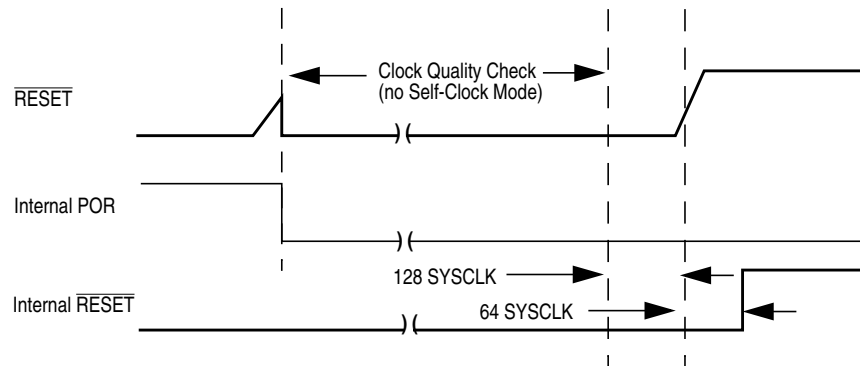 RESET
Clock Quality Check
(no Self-Clock Mode)
Internal POR
128 SYSCLK
Internal RESET
64 SYSCLK